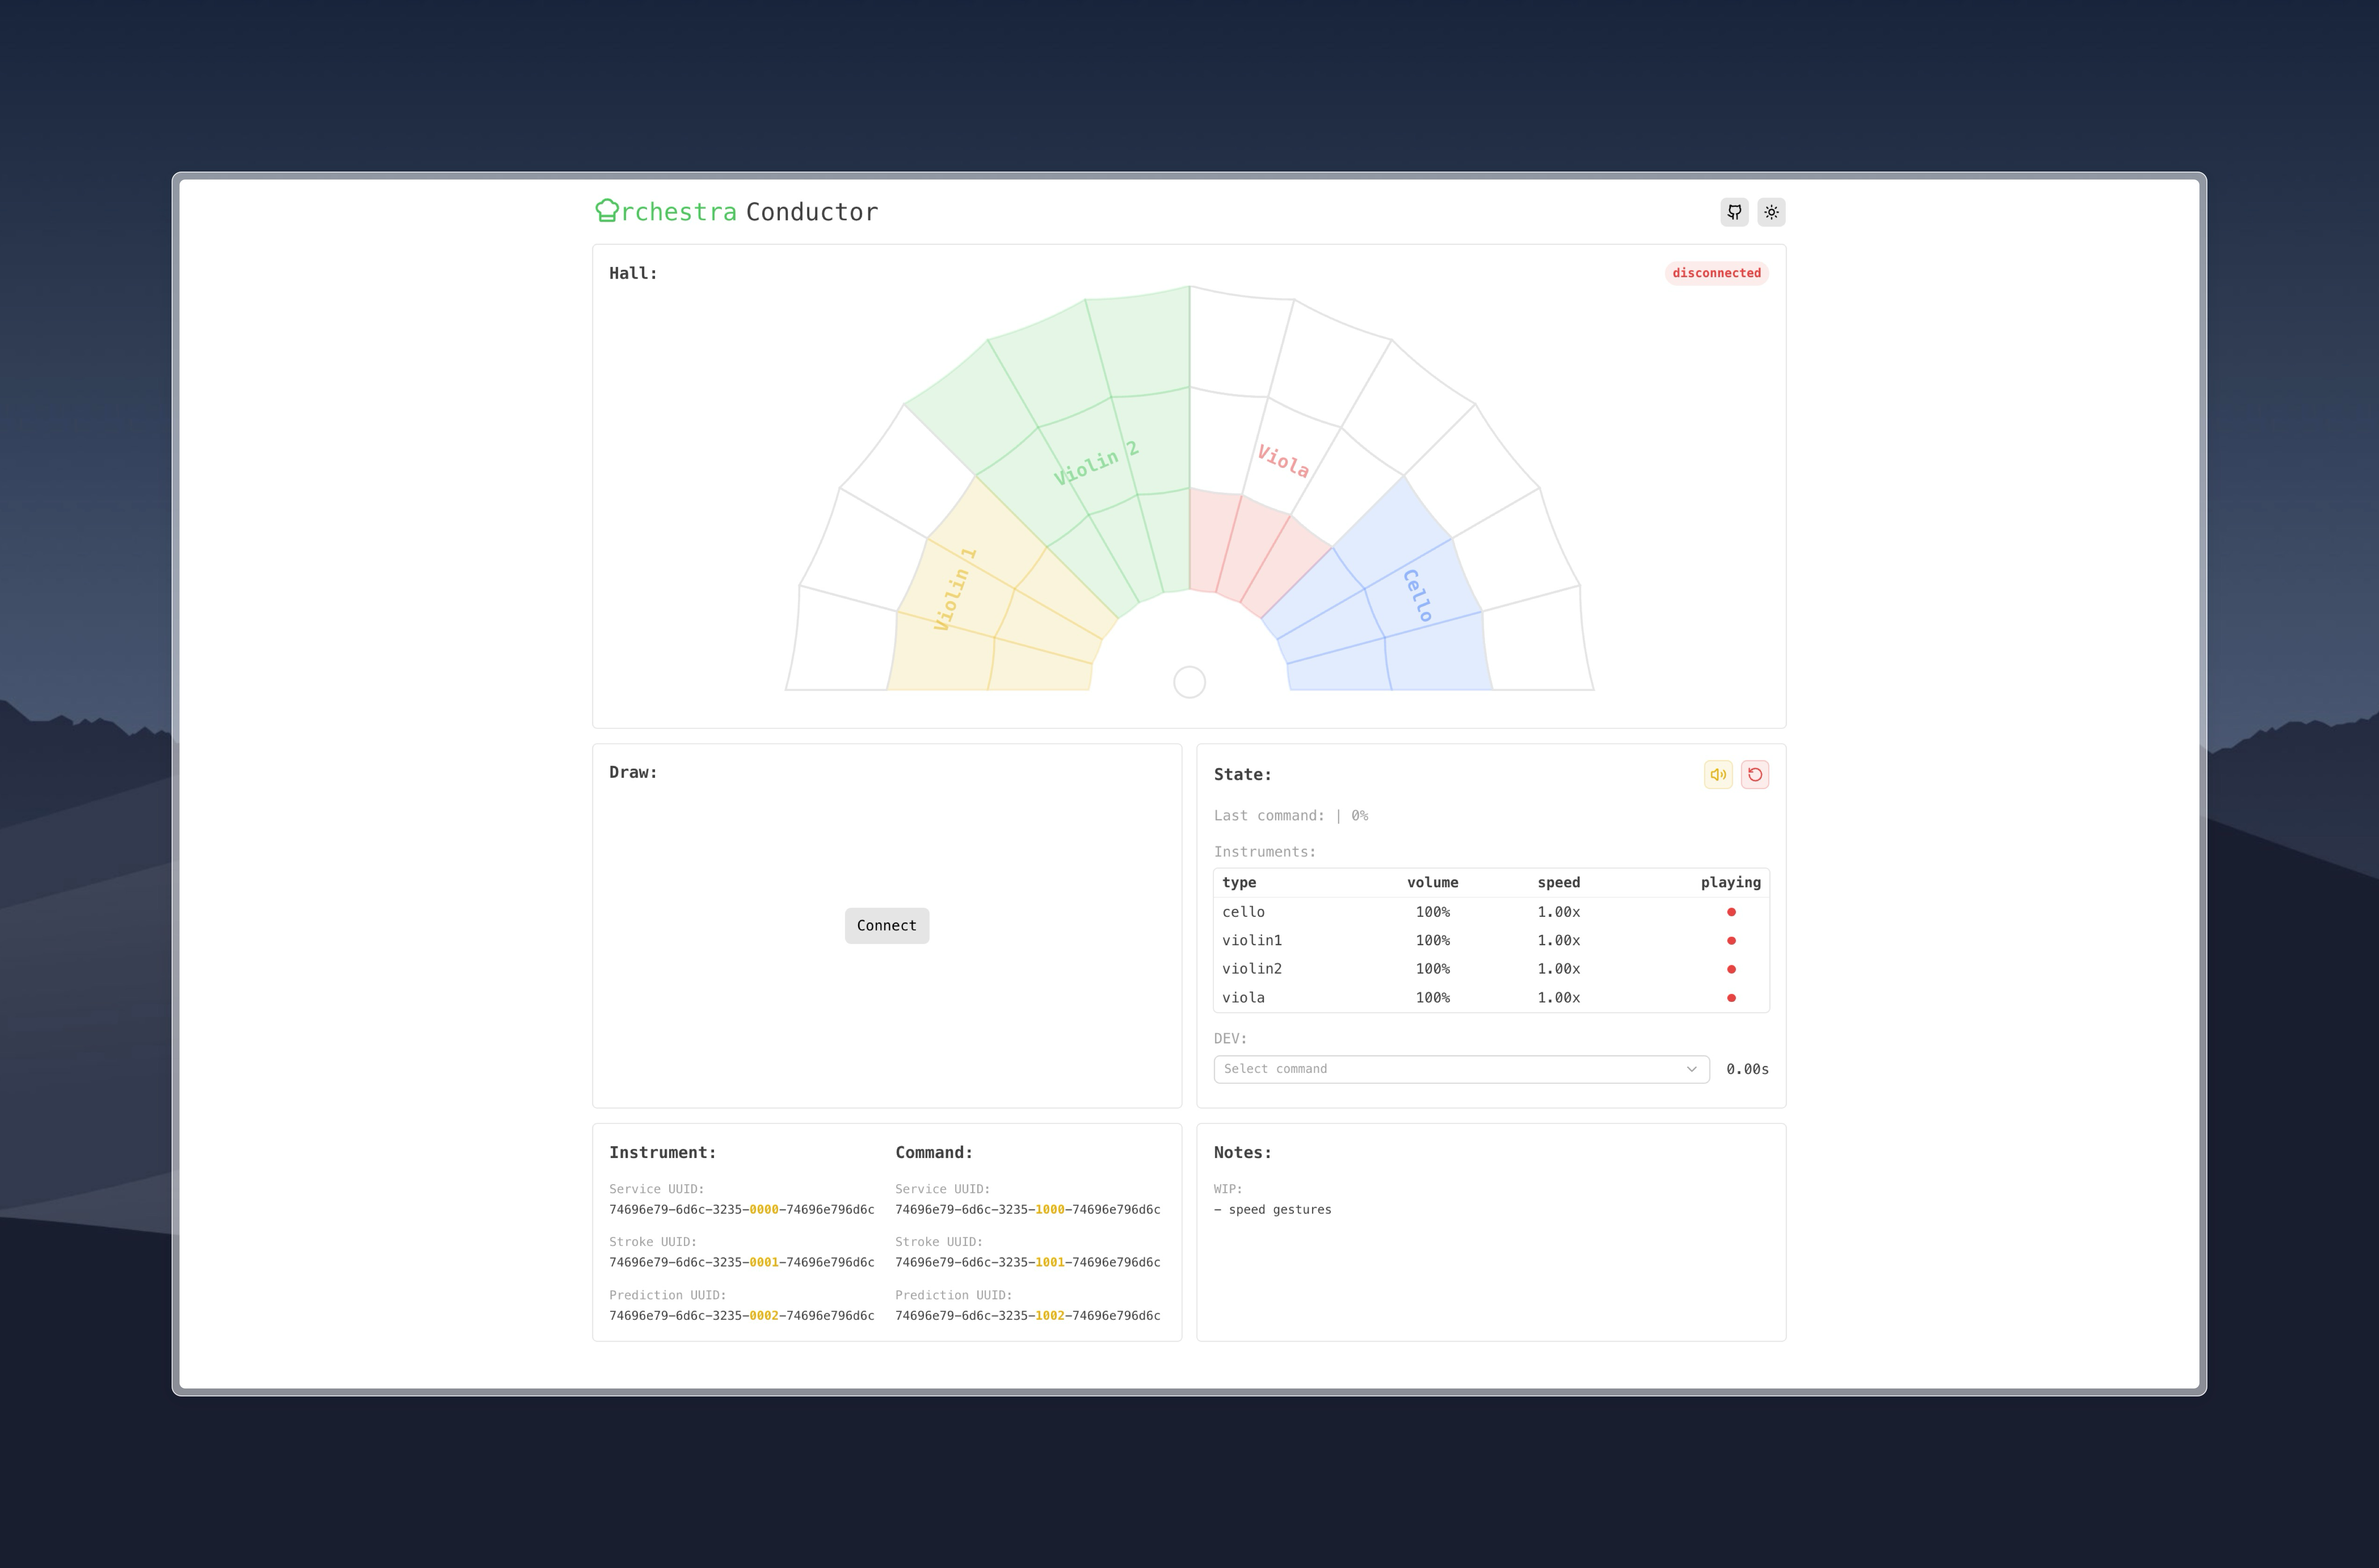 rchestra Conductor
Hall:
disconnected
Violin 1
Violin 2
Viola
Cello
Draw:
Connect
State:
Last command: | 0%
Instruments:
type volume speed playing
cello 100% 1.00x
violin1 100% 1.00x
violin2 100% 1.00x
viola 100% 1.00x
DEV:
Select command 0.00s
Instrument:
Service UUID:
74696e79-6d6c-3235-0000-74696e796d6c
Stroke UUID:
74696e79-6d6c-3235-0001-74696e796d6c
Prediction UUID:
74696e79-6d6c-3235-0002-74696e796d6c
Command:
Service UUID:
74696e79-6d6c-3235-1000-74696e796d6c
Stroke UUID:
74696e79-6d6c-3235-1001-74696e796d6c
Prediction UUID:
74696e79-6d6c-3235-1002-74696e796d6c
Notes:
WIP:
- speed gestures